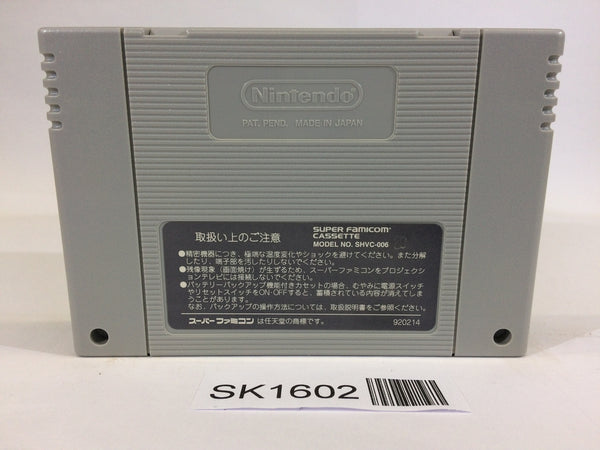 Nintendo
PAT. PEND. MADE IN JAPAN
取扱い上のご注意
SUPER FAMICOM
CASSETTE
MODEL NO. SHVC-006
●精密機器につき、極端な温度変化やショックを避けてください。また分解
したり、端子部を汚したりしないでください。
●残像現象(画面焼け)が生ずるため、スーパーファミコンをプロジェクシ
ョンテレビには接続しないでください。
●バッテリーバックアップ機能付きカセットの場合、むやみに電源スイッチ
やリセットスイッチをON-OFFすると、蓄積されている内容が消えてしま
うことがあります。
なお、バックアップの操作方法については、取扱説明書をご参照ください。
スーパーファミコン は任天堂の商標です。
920214
SK1602